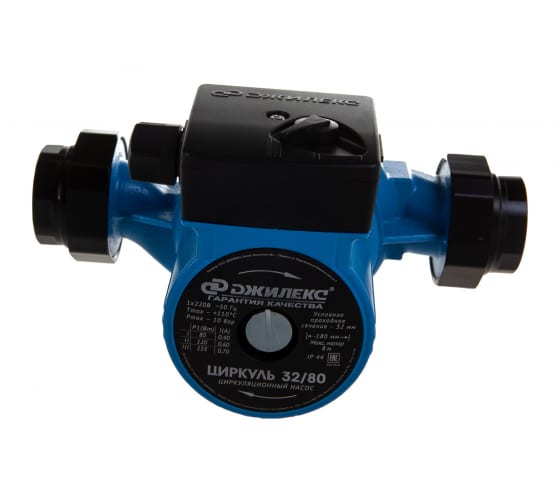 ДЖИЛЕКС
ДЖИЛЕКС
ГАРАНТИЯ КАЧЕСТВА
1x220В ~50 Гц
Tmax - +110°C
Pmax - 10 бар
P1(Вт) I(A)
I 80 0,40
II 120 0,60
III 155 0,70
Условное
проходное
сечение - 32 мм
180 мм
Макс. напор
8 м
IP 44
ЦИРКУЛЬ 32/80
ЦИРКУЛЯЦИОННЫЙ НАСОС